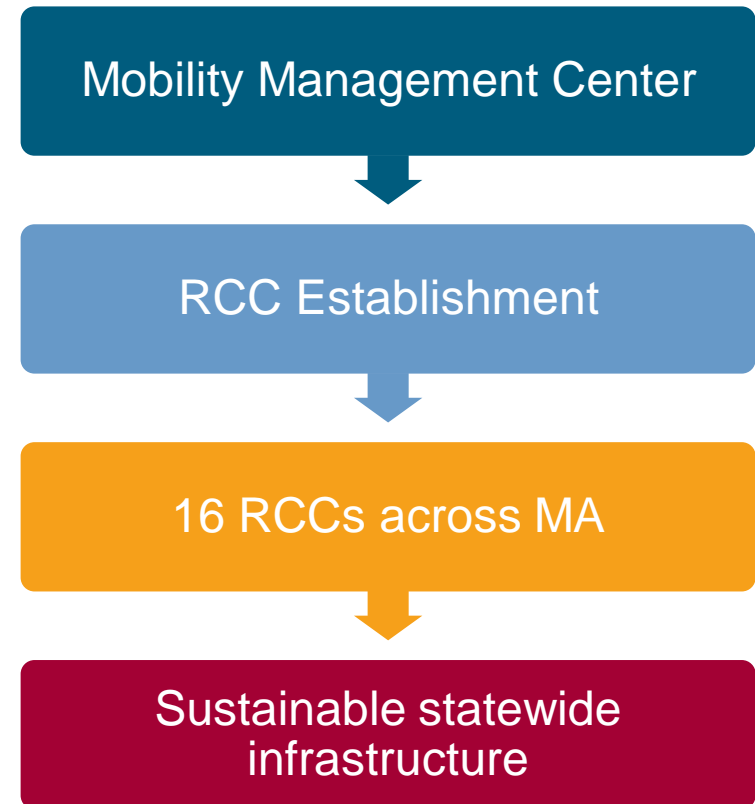 Mobility Management Center
RCC Establishment
16 RCCs across MA
Sustainable statewide
infrastructure